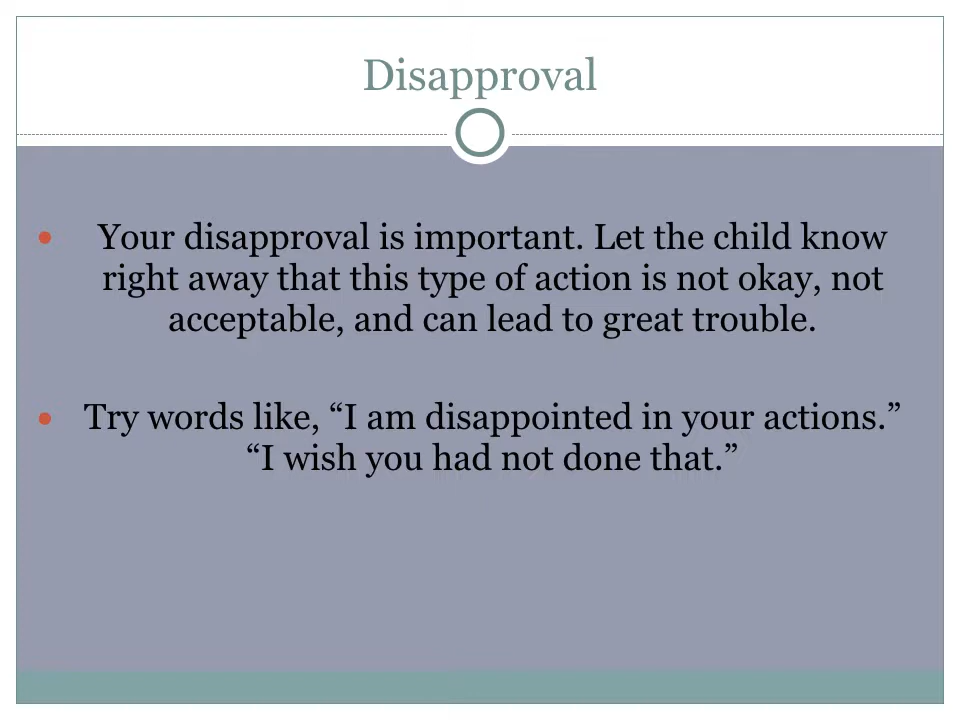 Disapproval
• Your disapproval is important. Let the child know
right away that this type of action is not okay, not
acceptable, and can lead to great trouble.
• Try words like, “I am disappointed in your actions.”
“I wish you had not done that.”